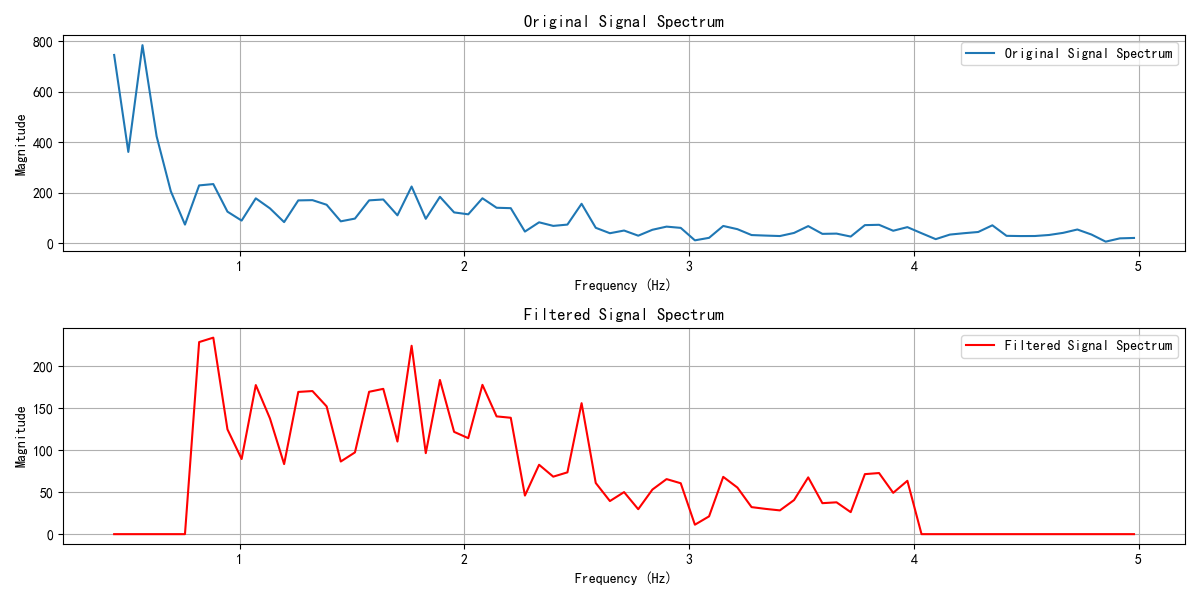 Original Signal Spectrum
800
600
400
200
0
Magnitude
Original Signal Spectrum
1 2 3 4 5
Frequency (Hz)
Filtered Signal Spectrum
200
150
100
50
0
Magnitude
Filtered Signal Spectrum
1 2 3 4 5
Frequency (Hz)